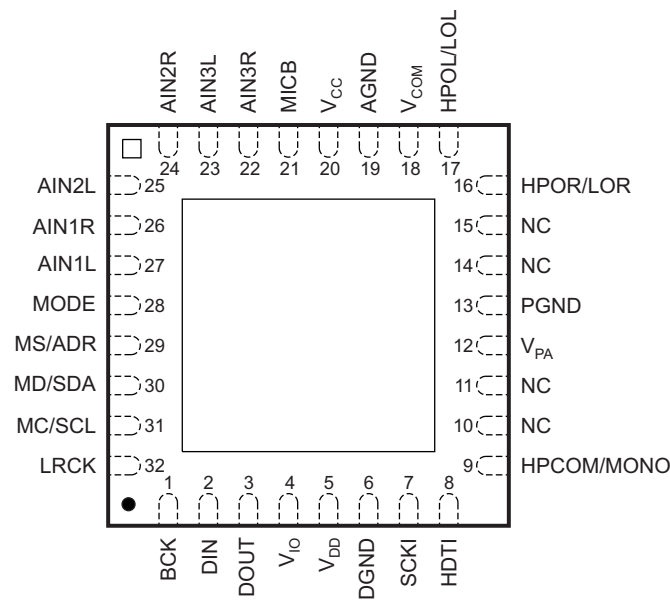 AIN2R
AIN3L
AIN3R
MICB
VCC
AGND
VCOM
HPOL/LOL
24 23 22 21 20 19 18 17
AIN2L 25
AIN1R 26
AIN1L 27
MODE 28
MS/ADR 29
MD/SDA 30
MC/SCL 31
LRCK 32
16 HPOR/LOR
15 NC
14 NC
13 PGND
12 VPA
11 NC
10 NC
9 HPCOM/MONO
1 2 3 4 5 6 7 8
BCK
DIN
DOUT
VIO
VDD
DGND
SCKI
HDTI